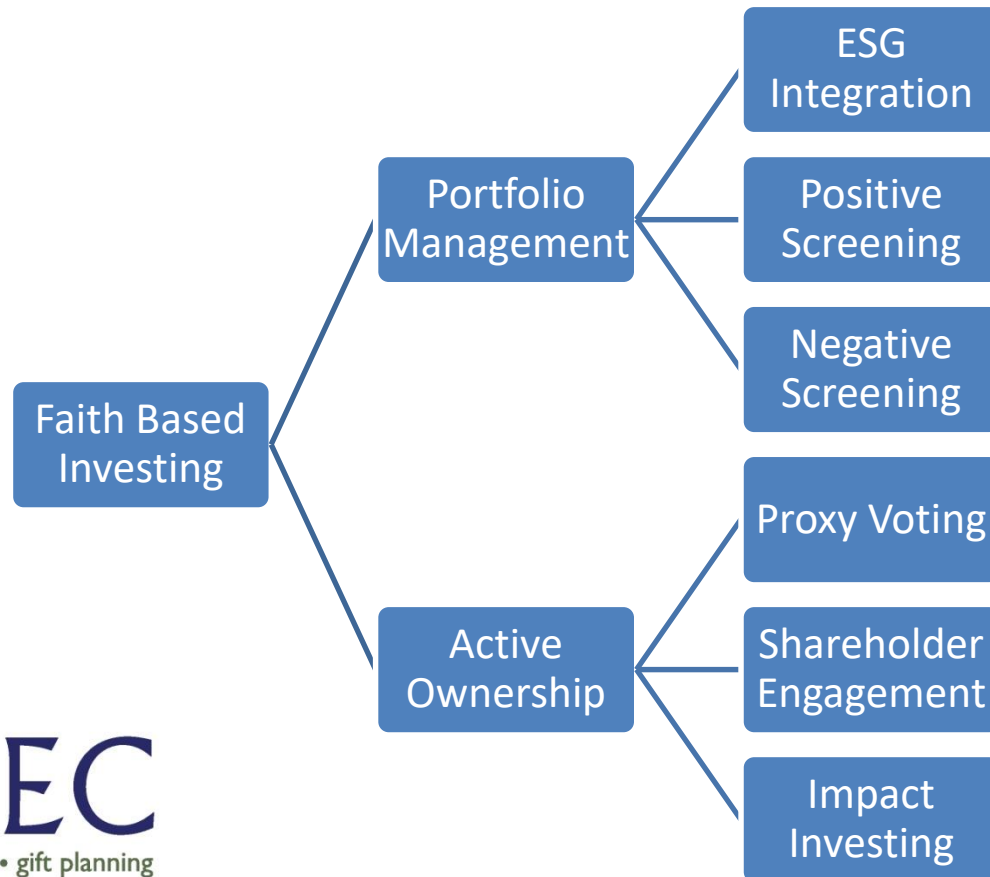 ESG
Integration
Portfolio
Management
Positive
Screening
Negative
Screening
Faith Based
Investing
Proxy Voting
Active
Ownership
Shareholder
Engagement
Impact
Investing
EC
• gift planning